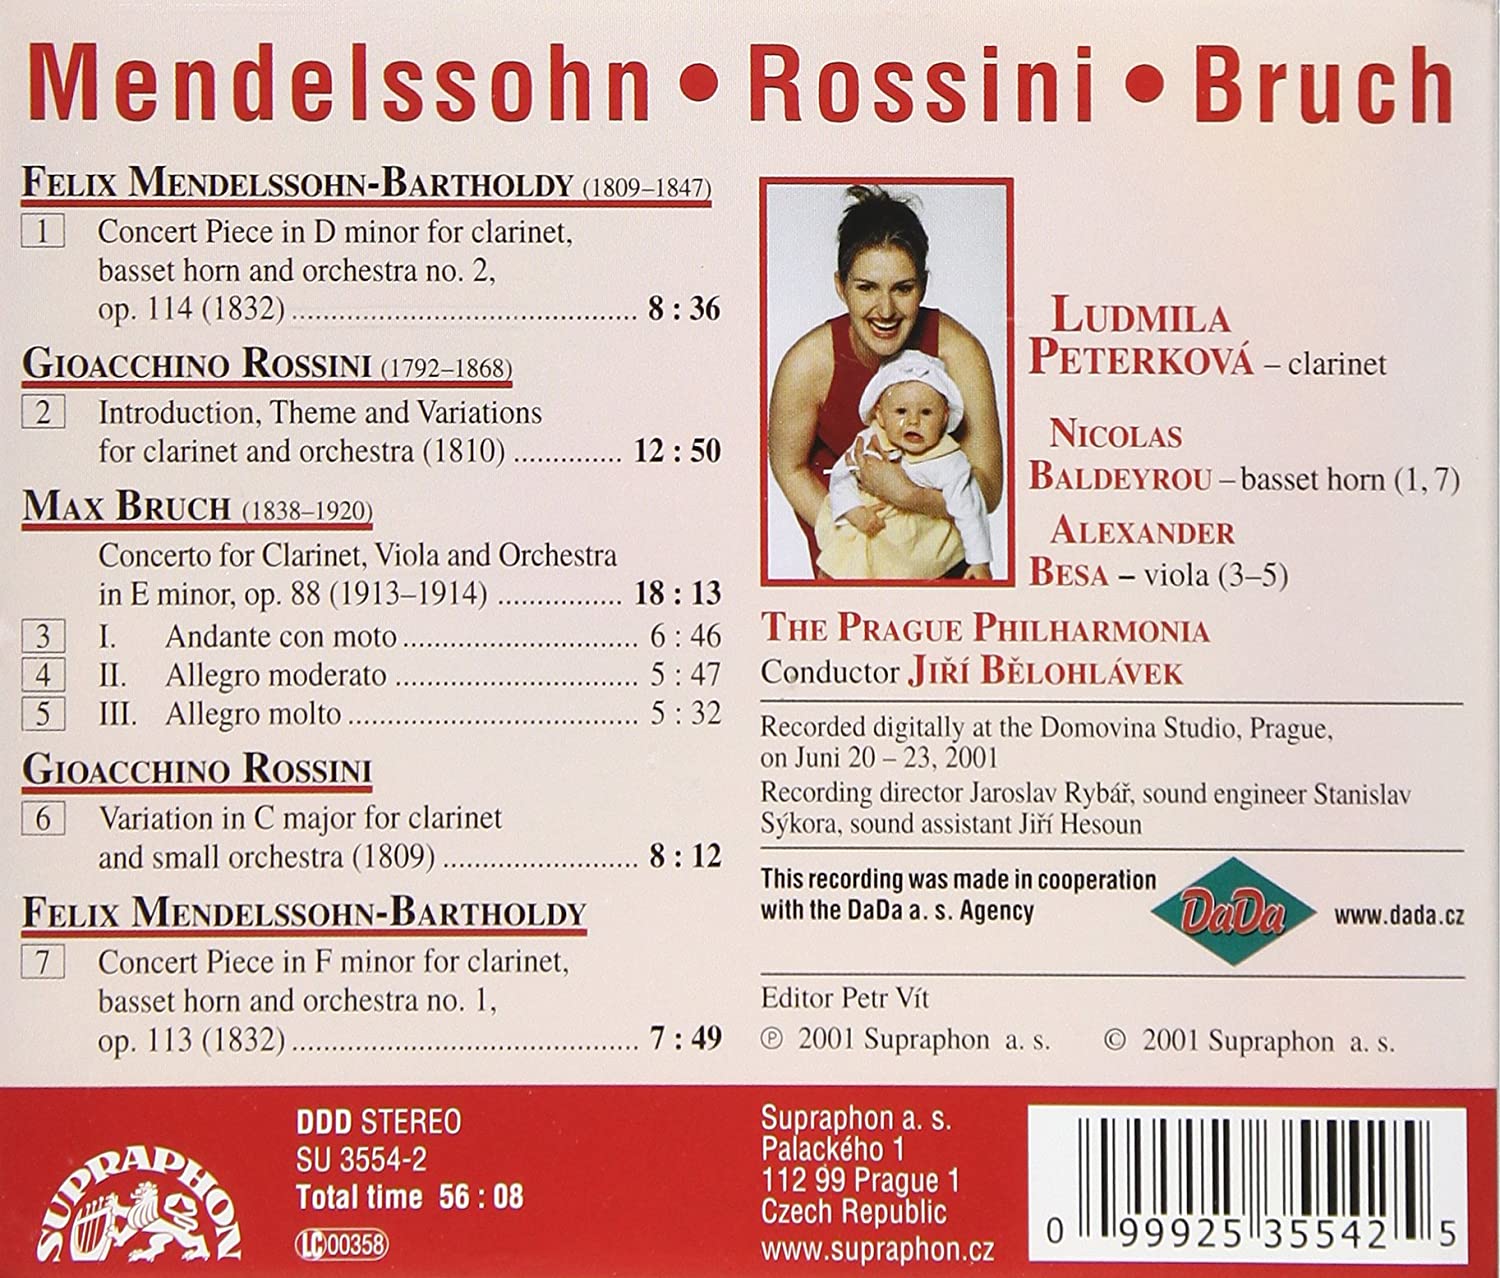 Mendelssohn • Rossini • Bruch
FELIX MENDELSSOHN-BARTHOLDY (1809–1847)
1 Concert Piece in D minor for clarinet,
basset horn and orchestra no. 2,
op. 114 (1832)........................................ 8 : 36
GIOACCHINO ROSSINI (1792–1868)
2 Introduction, Theme and Variations
for clarinet and orchestra (1810) ............. 12 : 50
MAX BRUCH (1838–1920)
Concerto for Clarinet, Viola and Orchestra
in E minor, op. 88 (1913–1914) ............... 18 : 13
3 I. Andante con moto........................... 6 : 46
4 II. Allegro moderato ............................ 5 : 47
5 III. Allegro molto................................. 5 : 32
GIOACCHINO ROSSINI
6 Variation in C major for clarinet
and small orchestra (1809) ...................... 8 : 12
FELIX MENDELSSOHN-BARTHOLDY
7 Concert Piece in F minor for clarinet,
basset horn and orchestra no. 1,
op. 113 (1832)........................................ 7 : 49
LUDMILA
PETERKOVÁ – clarinet
NICOLAS
BALDEYROU – basset horn (1, 7)
ALEXANDER
BESA – viola (3–5)
THE PRAGUE PHILHARMONIA
Conductor JIŘÍ BĚLOHLÁVEK
Recorded digitally at the Domovina Studio, Prague,
on Juni 20 – 23, 2001
Recording director Jaroslav Rybář, sound engineer Stanislav
Sýkora, sound assistant Jiří Hesoun
This recording was made in cooperation
with the DaDa a. s. Agency
DaDa
www.dada.cz
Editor Petr Vít
℗ 2001 Supraphon a. s. © 2001 Supraphon a. s.
SUPRAPHON
DDD STEREO
SU 3554-2
Total time 56 : 08
LC 00358
Supraphon a. s.
Palackého 1
112 99 Prague 1
Czech Republic
www.supraphon.cz
0 99925 35542 5